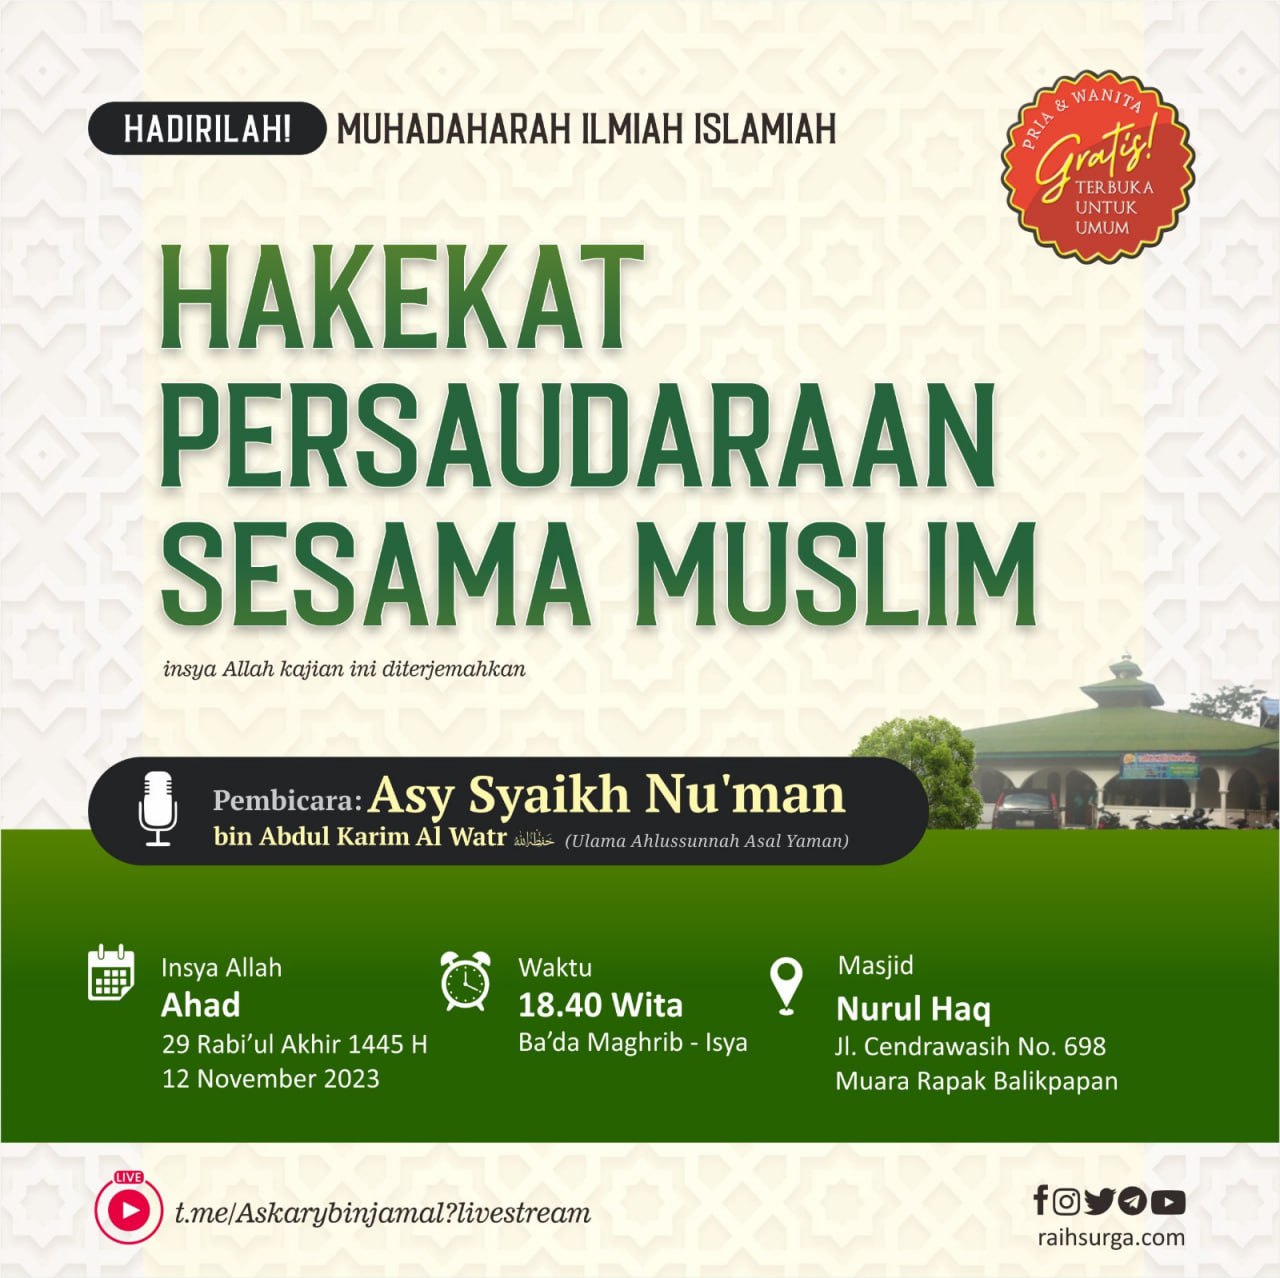 HADIRILAH! MUHADAHARAH ILMIAH ISLAMIAH
PRIA & WANITA
Gratis!
TERBUKA
UNTUK
UMUM
HAKEKAT
PERSAUDARAAN
SESAMA MUSLIM
insya Allah kajian ini diterjemahkan
Pembicara: Asy Syaikh Nu'man
bin Abdul Karim Al Watr حفظه الله (Ulama Ahlussunnah Asal Yaman)
Insya Allah
Ahad
29 Rabi’ul Akhir 1445 H
12 November 2023
Waktu
18.40 Wita
Ba’da Maghrib - Isya
Masjid
Nurul Haq
Jl. Cendrawasih No. 698
Muara Rapak Balikpapan
LIVE
t.me/Askarybinjamal?livestream
raihsurga.com